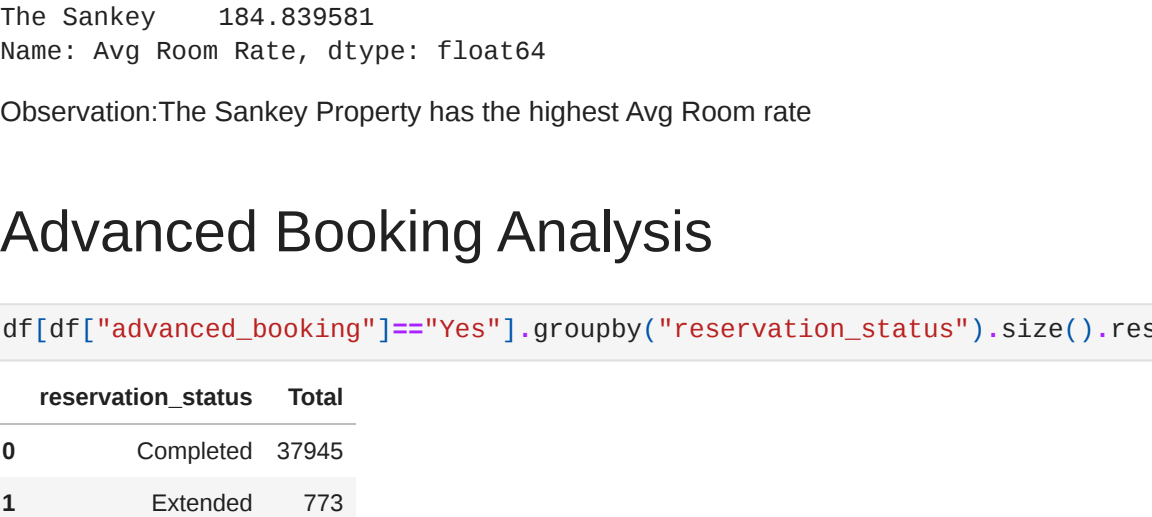 The Sankey    184.839581
Name: Avg Room Rate, dtype: float64
Observation:The Sankey Property has the highest Avg Room rate
Advanced Booking Analysis
df[df["advanced_booking"]=="Yes"].groupby("reservation_status").size().res
reservation_status Total
0 Completed 37945
1 Extended 773